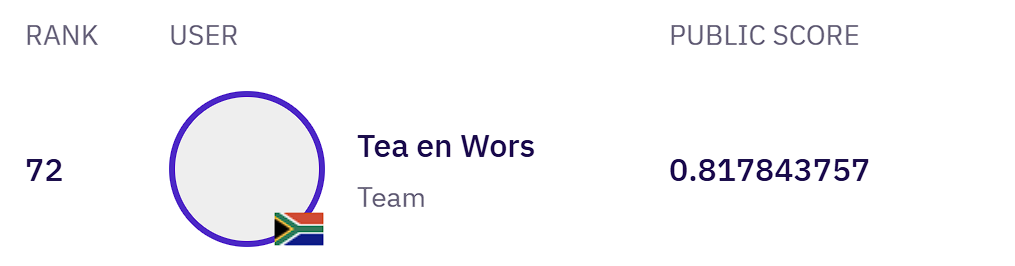 RANK USER PUBLIC SCORE
72 Tea en Wors 0.817843757
Team